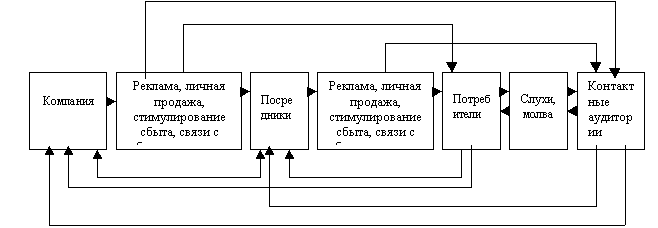 Компания
Реклама, личная
продажа,
стимулирование
сбыта, связи с
Посре
дники
Реклама, личная
продажа,
стимулирование
сбыта, связи с
Потреб
ители
Слухи,
молва
Контакт
ные
аудитор
ии